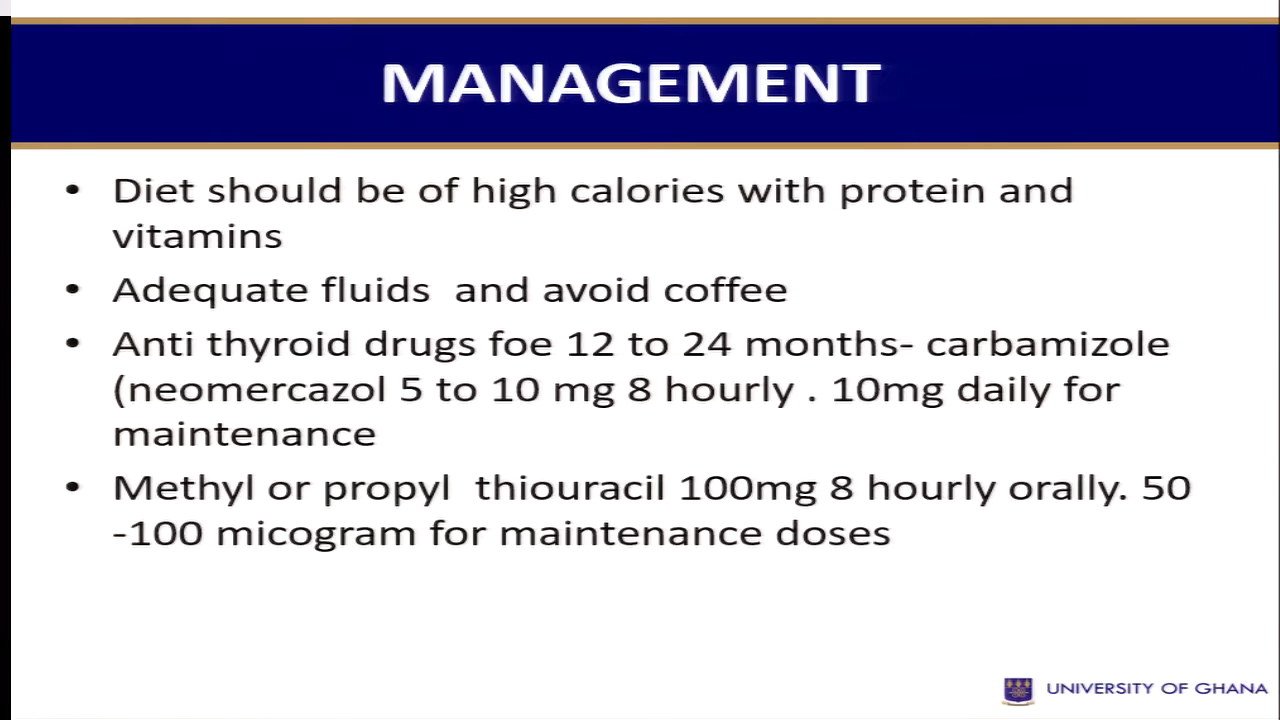 MANAGEMENT
• Diet should be of high calories with protein and
vitamins
• Adequate fluids  and avoid coffee
• Anti thyroid drugs foe 12 to 24 months- carbamizole
(neomercazol 5 to 10 mg 8 hourly . 10mg daily for
maintenance
• Methyl or propyl  thiouracil 100mg 8 hourly orally. 50
-100 micogram for maintenance doses
UNIVERSITY OF GHANA